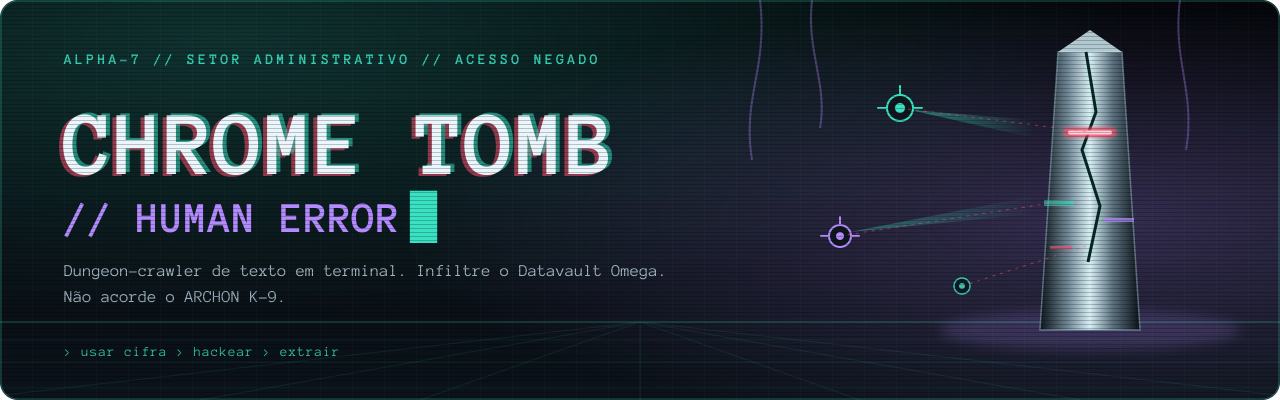 ALPHA-7 // SETOR ADMINISTRATIVO // ACESSO NEGADO
CHROME TOMB
// HUMAN ERROR
Dungeon-crawler de texto em terminal. Infiltre o Datavault Omega.
Não acorde o ARCHON K-9.
> usar cifra > hackear > extrair